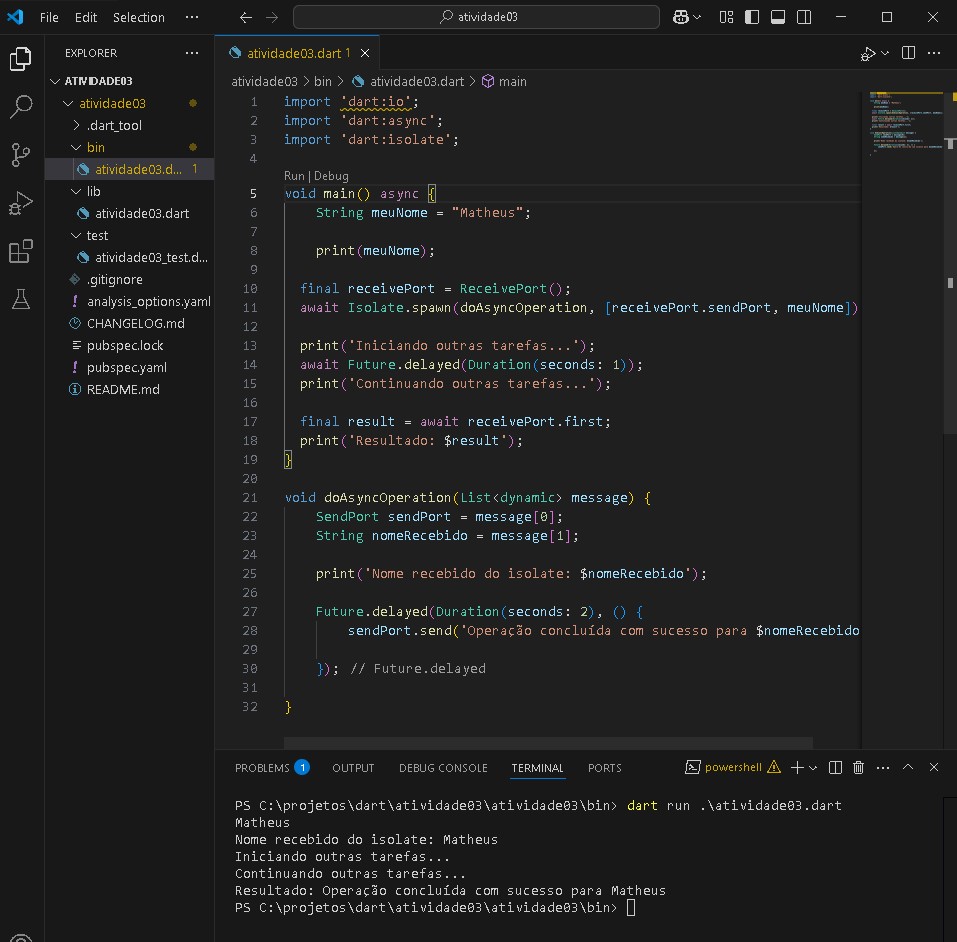 File Edit Selection ··· atividade03
EXPLORER ···
ATIVIDADE03
atividade03
.dart_tool
bin
atividade03.d... 1
lib
atividade03.dart
test
atividade03_test.d...
.gitignore
analysis_options.yaml
CHANGELOG.md
pubspec.lock
pubspec.yaml
README.md
atividade03.dart 1
atividade03 > bin > atividade03.dart > main
1 import 'dart:io';
2 import 'dart:async';
3 import 'dart:isolate';
4
Run | Debug
5 void main() async {
6 String meuNome = "Matheus";
7
8 print(meuNome);
9
10 final receivePort = ReceivePort();
11 await Isolate.spawn(doAsyncOperation, [receivePort.sendPort, meuNome])
12
13 print('Iniciando outras tarefas...');
14 await Future.delayed(Duration(seconds: 1));
15 print('Continuando outras tarefas...');
16
17 final result = await receivePort.first;
18 print('Resultado: $result');
19 }
20
21 void doAsyncOperation(List<dynamic> message) {
22 SendPort sendPort = message[0];
23 String nomeRecebido = message[1];
24
25 print('Nome recebido do isolate: $nomeRecebido');
26
27 Future.delayed(Duration(seconds: 2), () {
28 sendPort.send('Operação concluída com sucesso para $nomeRecebido
29
30 }); // Future.delayed
31
32 }
PROBLEMS 1 OUTPUT DEBUG CONSOLE TERMINAL PORTS powershell ···
PS C:\projetos\dart\atividade03\atividade03\bin> dart run .\atividade03.dart
Matheus
Nome recebido do isolate: Matheus
Iniciando outras tarefas...
Continuando outras tarefas...
Resultado: Operação concluída com sucesso para Matheus
PS C:\projetos\dart\atividade03\atividade03\bin>